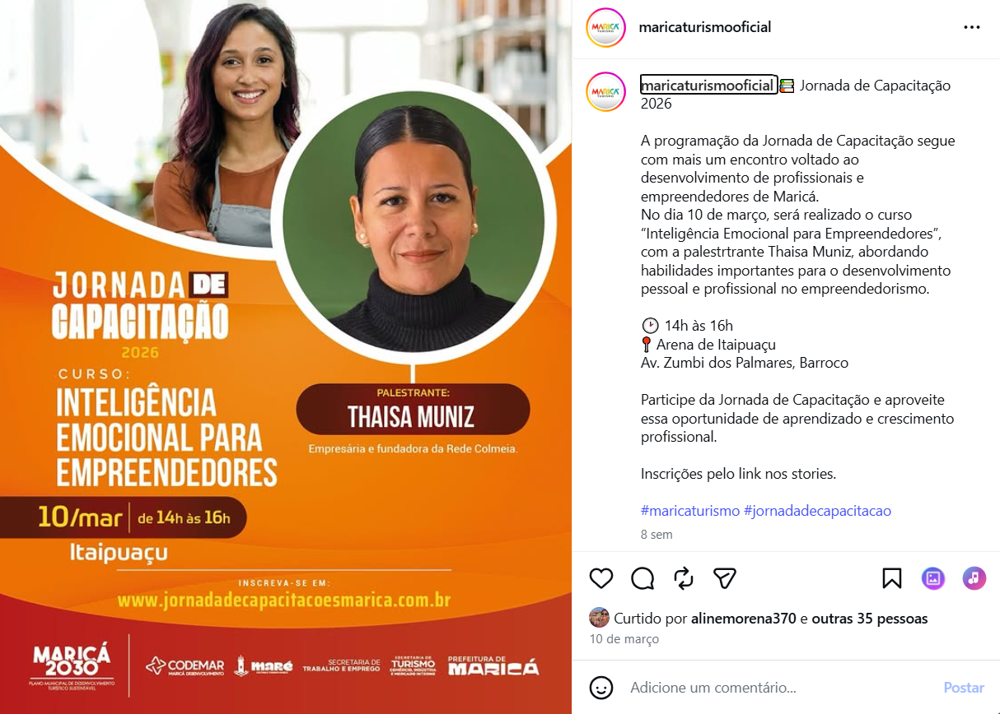 JORNADA DE
CAPACITAÇÃO
2026
CURSO:
INTELIGÊNCIA
EMOCIONAL PARA
EMPREENDEDORES
10/mar de 14h às 16h
Itaipuaçu
PALESTRANTE:
THAISA MUNIZ
Empresária e fundadora da Rede Colmeia.
INSCREVA-SE EM:
www.jornadadecapacitacoesmarica.com.br
MARICÁ
2030
PLANO MUNICIPAL DE DESENVOLVIMENTO
TURÍSTICO SUSTENTÁVEL
CODEMAR
MARICÁ DESENVOLVIMENTO
maré
SECRETARIA DE
TRABALHO E EMPREGO
SECRETARIA DE
TURISMO
COMÉRCIO, INDÚSTRIA
E MERCADO INTERNO
PREFEITURA DE
MARICÁ
MARICÁ
TURISMO
maricaturismooficial
MARICÁ
TURISMO
maricaturismooficial Jornada de Capacitação
2026
A programação da Jornada de Capacitação segue
com mais um encontro voltado ao
desenvolvimento de profissionais e
empreendedores de Maricá.
No dia 10 de março, será realizado o curso
“Inteligência Emocional para Empreendedores”,
com a palestrtrante Thaisa Muniz, abordando
habilidades importantes para o desenvolvimento
pessoal e profissional no empreendedorismo.
14h às 16h
Arena de Itaipuaçu
Av. Zumbi dos Palmares, Barroco
Participe da Jornada de Capacitação e aproveite
essa oportunidade de aprendizado e crescimento
profissional.
Inscrições pelo link nos stories.
#maricaturismo #jornadadecapacitacao
8 sem
Curtido por alinemorena370 e outras 35 pessoas
10 de março
Adicione um comentário...
Postar